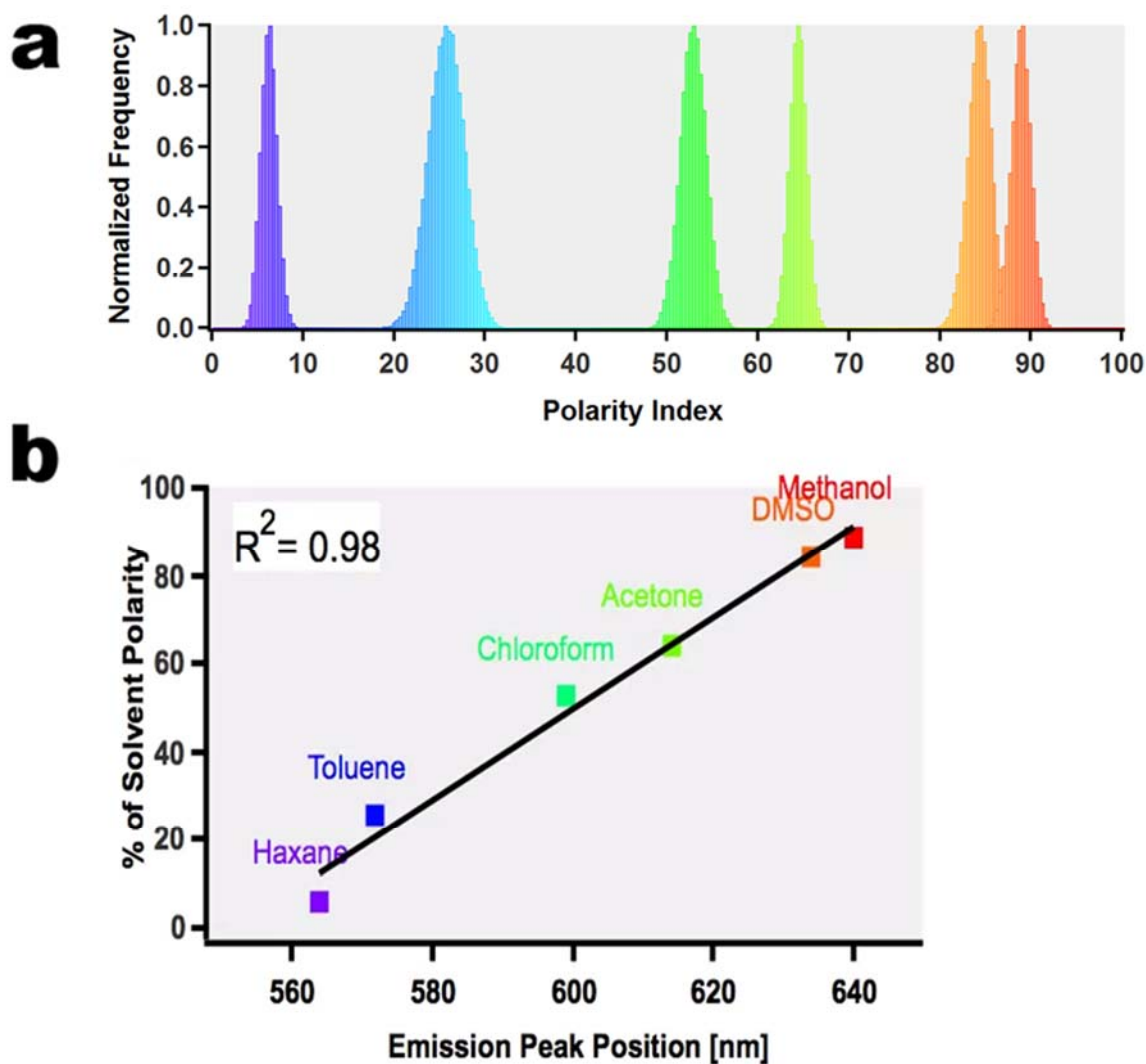 a
Normalized Frequency
1.0
0.8
0.6
0.4
0.2
0.0
0 10 20 30 40 50 60 70 80 90 100
Polarity Index
b
% of Solvent Polarity
100
80
60
40
20
0
R2= 0.98
Methanol
DMSO
Acetone
Chloroform
Toluene
Haxane
560 580 600 620 640
Emission Peak Position [nm]